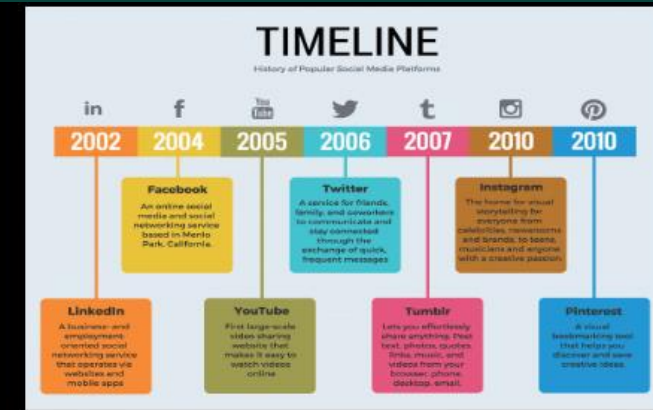 TIMELINE
History of Popular Social Media Platforms
in
f
You
Tube
t
2002
2004
2005
2006
2007
2010
2010
Facebook
An online social
media and social
networking service
based in Menlo
Park, California.
Twitter
A service for friends,
family, and coworkers
to communicate and
stay connected
through the
exchange of quick,
frequent messages
Instagram
The home for visual
storytelling for
everyone from
celebrities, newsrooms
and brands, to teens,
musicians and anyone
with a creative passion.
LinkedIn
A business- and
employment-
oriented social
networking service
that operates via
websites and
mobile apps
YouTube
First large-scale
video sharing
website that
makes it easy to
watch videos
online
Tumblr
Lets you effortlessly
share anything. Post
text, photos, quotes,
links, music, and
videos from your
browser, phone,
desktop, email.
Pinterest
A visual
bookmarking tool
that helps you
discover and save
creative ideas.